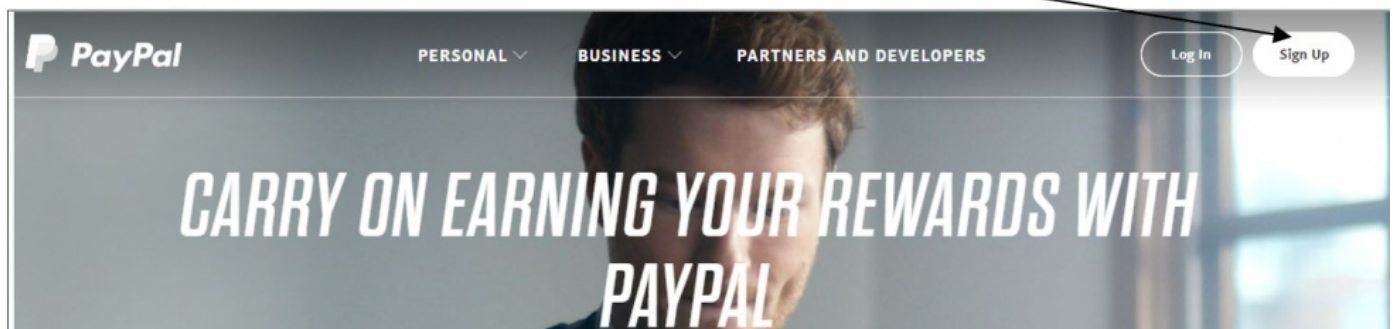 PayPal PERSONAL BUSINESS PARTNERS AND DEVELOPERS Log In Sign Up
CARRY ON EARNING YOUR REWARDS WITH
PAYPAL